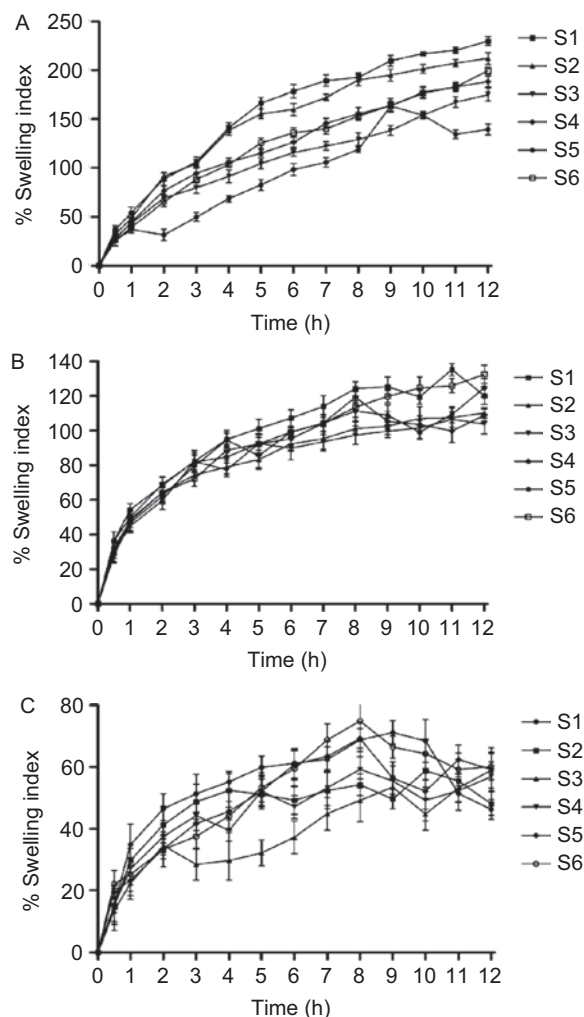 A
250
200
150
100
50
0
% Swelling index
0 1 2 3 4 5 6 7 8 9 10 11 12
Time (h)
S1
S2
S3
S4
S5
S6
B
140
120
100
80
60
40
20
0
% Swelling index
0 1 2 3 4 5 6 7 8 9 10 11 12
Time (h)
S1
S2
S3
S4
S5
S6
C
80
60
40
20
0
% Swelling index
0 1 2 3 4 5 6 7 8 9 10 11 12
Time (h)
S1
S2
S3
S4
S5
S6